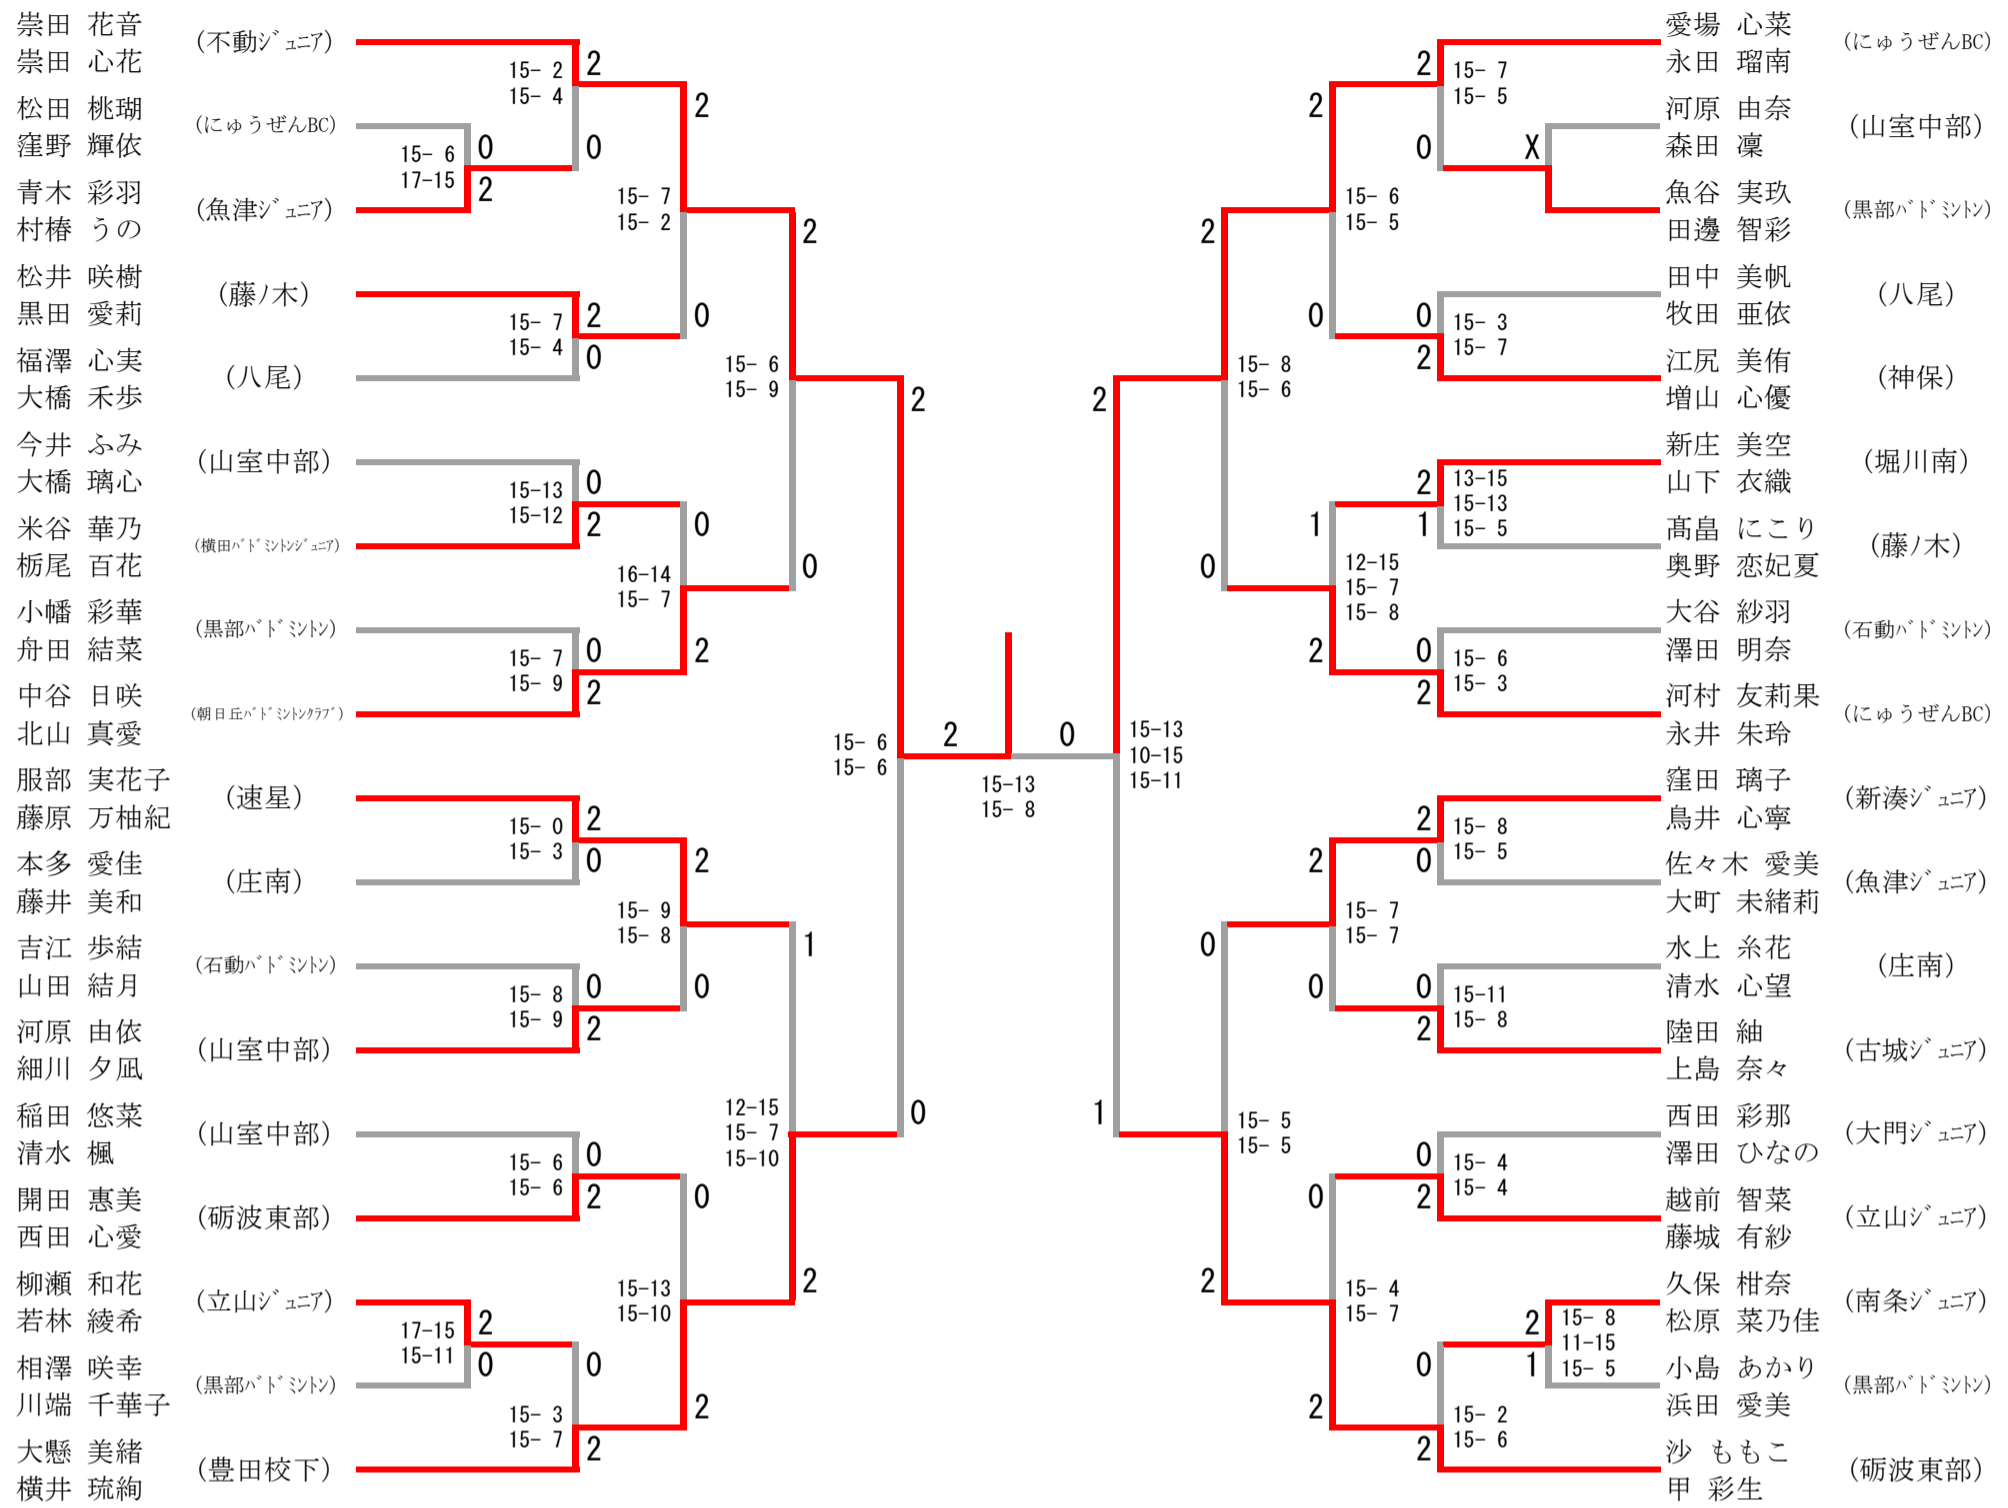 崇田 花音
崇田 心花
(不動ジュニア)
松田 桃瑚
窪野 輝依
(にゅうぜんBC)
青木 彩羽
村椿 うの
(魚津ジュニア)
松井 咲樹
黒田 愛莉
(藤ノ木)
福澤 心実
大橋 禾歩
(八尾)
今井 ふみ
大橋 璃心
(山室中部)
米谷 華乃
栃尾 百花
(横田バドミントンジュニア)
小幡 彩華
舟田 結菜
(黒部バドミントン)
中谷 日咲
北山 真愛
(朝日丘バドミントンクラブ)
服部 実花子
藤原 万柚紀
(速星)
本多 愛佳
藤井 美和
(庄南)
吉江 歩結
山田 結月
(石動バドミントン)
河原 由依
細川 夕凪
(山室中部)
稲田 悠菜
清水 楓
(山室中部)
開田 惠美
西田 心愛
(砺波東部)
柳瀬 和花
若林 綾希
(立山ジュニア)
相澤 咲幸
川端 千華子
(黒部バドミントン)
大懸 美緒
横井 琉絢
(豊田校下)
15- 6
17-15
0
2
17-15
15-11
2
0
15- 2
15- 4
2
0
15- 7
15- 4
2
0
15-13
15-12
0
2
15- 7
15- 9
0
2
15- 0
15- 3
2
0
15- 8
15- 9
0
2
15- 6
15- 6
0
2
15- 3
15- 7
0
2
15- 7
15- 2
2
0
16-14
15- 7
0
2
15- 9
15- 8
2
0
15-13
15-10
0
2
15- 6
15- 9
2
0
12-15
15- 7
15-10
1
2
15- 6
15- 6
2
0
2
0
15-13
15- 8
2
1
15-13
10-15
15-11
2
0
15- 8
15- 6
0
2
15- 5
15- 5
2
0
15- 6
15- 5
1
2
12-15
15- 7
15- 8
2
0
15- 7
15- 7
0
2
15- 4
15- 7
2
0
15- 7
15- 5
0
2
15- 3
15- 7
2
1
13-15
15-13
15- 5
0
2
15- 6
15- 3
2
0
15- 8
15- 5
0
2
15-11
15- 8
0
2
15- 4
15- 4
0
2
15- 2
15- 6
X
2
1
15- 8
11-15
15- 5
愛場 心菜
永田 瑠南
(にゅうぜんBC)
河原 由奈
森田 凜
(山室中部)
魚谷 実玖
田邊 智彩
(黒部バドミントン)
田中 美帆
牧田 亜依
(八尾)
江尻 美侑
増山 心優
(神保)
新庄 美空
山下 衣織
(堀川南)
髙畠 にこり
奥野 恋妃夏
(藤ノ木)
大谷 紗羽
澤田 明奈
(石動バドミントン)
河村 友莉果
永井 朱玲
(にゅうぜんBC)
窪田 璃子
鳥井 心寧
(新湊ジュニア)
佐々木 愛美
大町 未緒莉
(魚津ジュニア)
水上 糸花
清水 心望
(庄南)
陸田 紬
上島 奈々
(古城ジュニア)
西田 彩那
澤田 ひなの
(大門ジュニア)
越前 智菜
藤城 有紗
(立山ジュニア)
久保 柑奈
松原 菜乃佳
(南条ジュニア)
小島 あかり
浜田 愛美
(黒部バドミントン)
沙 ももこ
甲 彩生
(砺波東部)